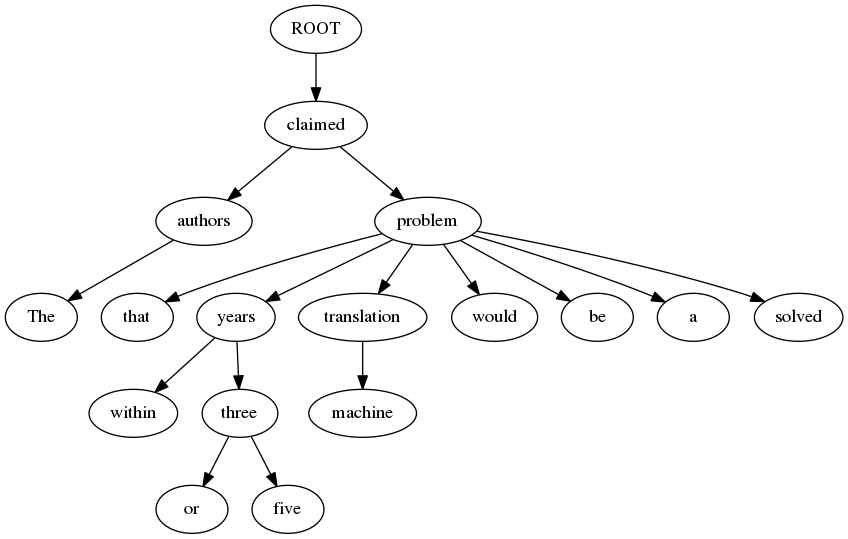 ROOT
claimed
authors problem
The that years translation would be a solved
within three machine
or five